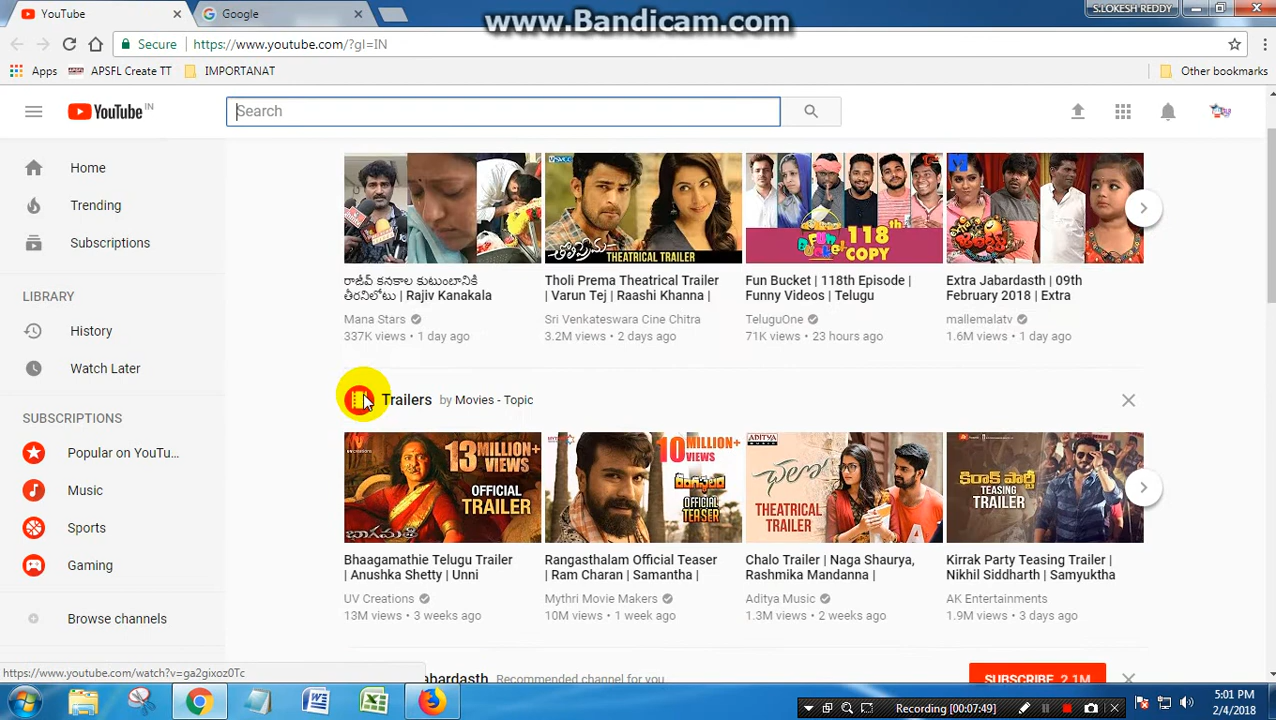 YouTube
Google
www.Bandicam.com
S.LOKESH REDDY
Secure
https://www.youtube.com/?gl=IN
Apps
APSFL Create TT
IMPORTANAT
Other bookmarks
YouTube IN
Search
Home
Trending
Subscriptions
LIBRARY
History
Watch Later
SUBSCRIPTIONS
Popular on YouTu...
Music
Sports
Gaming
Browse channels
తొలిప్రేమ
THEATRICAL TRAILER
Fun BUCKET 118th COPY
రాజీవ్ కనకాల కుటుంబానికి
తీరనిలోటు | Rajiv Kanakala
Mana Stars
337K views • 1 day ago
Tholi Prema Theatrical Trailer
| Varun Tej | Raashi Khanna |
Sri Venkateswara Cine Chitra
3.2M views • 2 days ago
Fun Bucket | 118th Episode |
Funny Videos | Telugu
TeluguOne
71K views • 23 hours ago
Extra Jabardasth | 09th
February 2018 | Extra
mallemalatv
1.6M views • 1 day ago
Trailers by Movies - Topic
13 MILLION+
VIEWS
OFFICIAL
TRAILER
భాగమతి
10 MILLION+
VIEWS
రంగస్థలం
OFFICIAL
TEASER
ADITYA
MUSIC
ఛలో
THEATRICAL
TRAILER
కిరాక్ పార్టీ
TEASING
TRAILER
Bhaagamathie Telugu Trailer
| Anushka Shetty | Unni
UV Creations
13M views • 3 weeks ago
Rangasthalam Official Teaser
| Ram Charan | Samantha |
Mythri Movie Makers
10M views • 1 week ago
Chalo Trailer | Naga Shaurya,
Rashmika Mandanna |
Aditya Music
1.3M views • 2 weeks ago
Kirrak Party Teasing Trailer |
Nikhil Siddharth | Samyuktha
AK Entertainments
1.9M views • 3 days ago
https://www.youtube.com/watch?v=ga2gixoz0Tc
abardasth Recommended channel for you
SUBSCRIBE 2.1M
Recording [00:07:49]
5:01 PM
2/4/2018